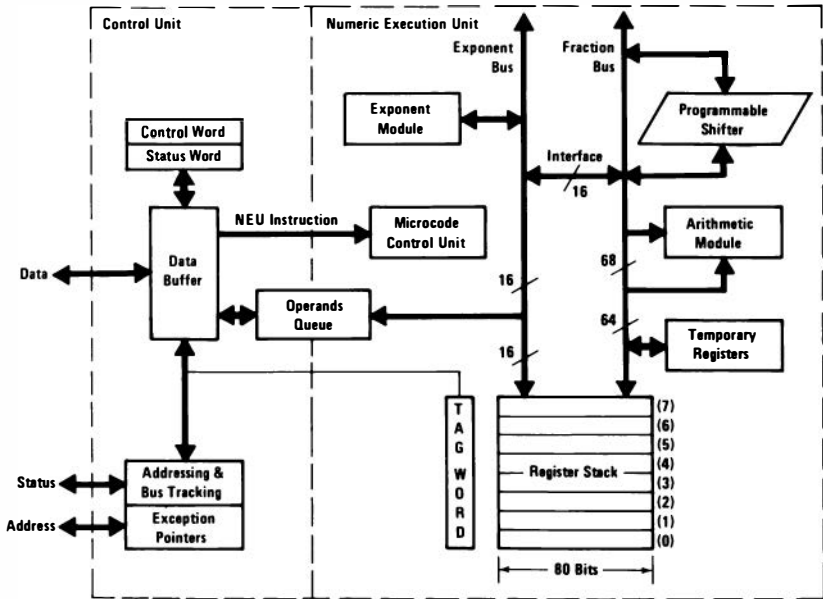 Control Unit
Numeric Execution Unit
Exponent
Bus
Fraction
Bus
Exponent
Module
Programmable
Shifter
Control Word
Status Word
Interface
16
NEU Instruction
Microcode
Control Unit
Arithmetic
Module
Data
Data
Buffer
68
16
Operands
Queue
64
16
Temporary
Registers
TAG WORD
(7)
(6)
(5)
(4)
Register Stack
(3)
(2)
(1)
(0)
Status
Addressing &
Bus Tracking
Address
Exception
Pointers
80 Bits